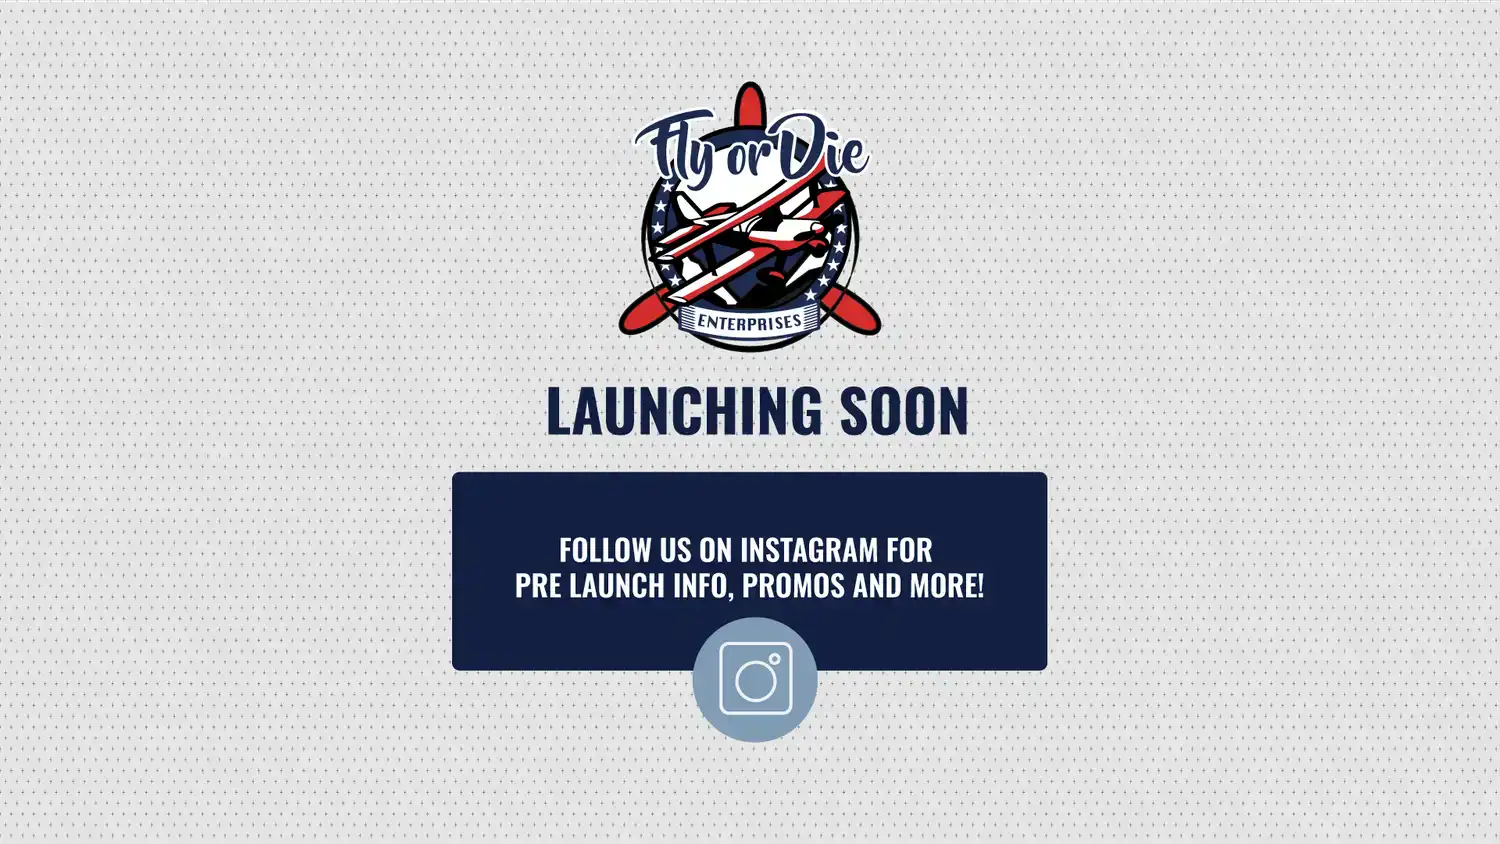 Fly or Die
ENTERPRISES
LAUNCHING SOON
FOLLOW US ON INSTAGRAM FOR
PRE LAUNCH INFO, PROMOS AND MORE!